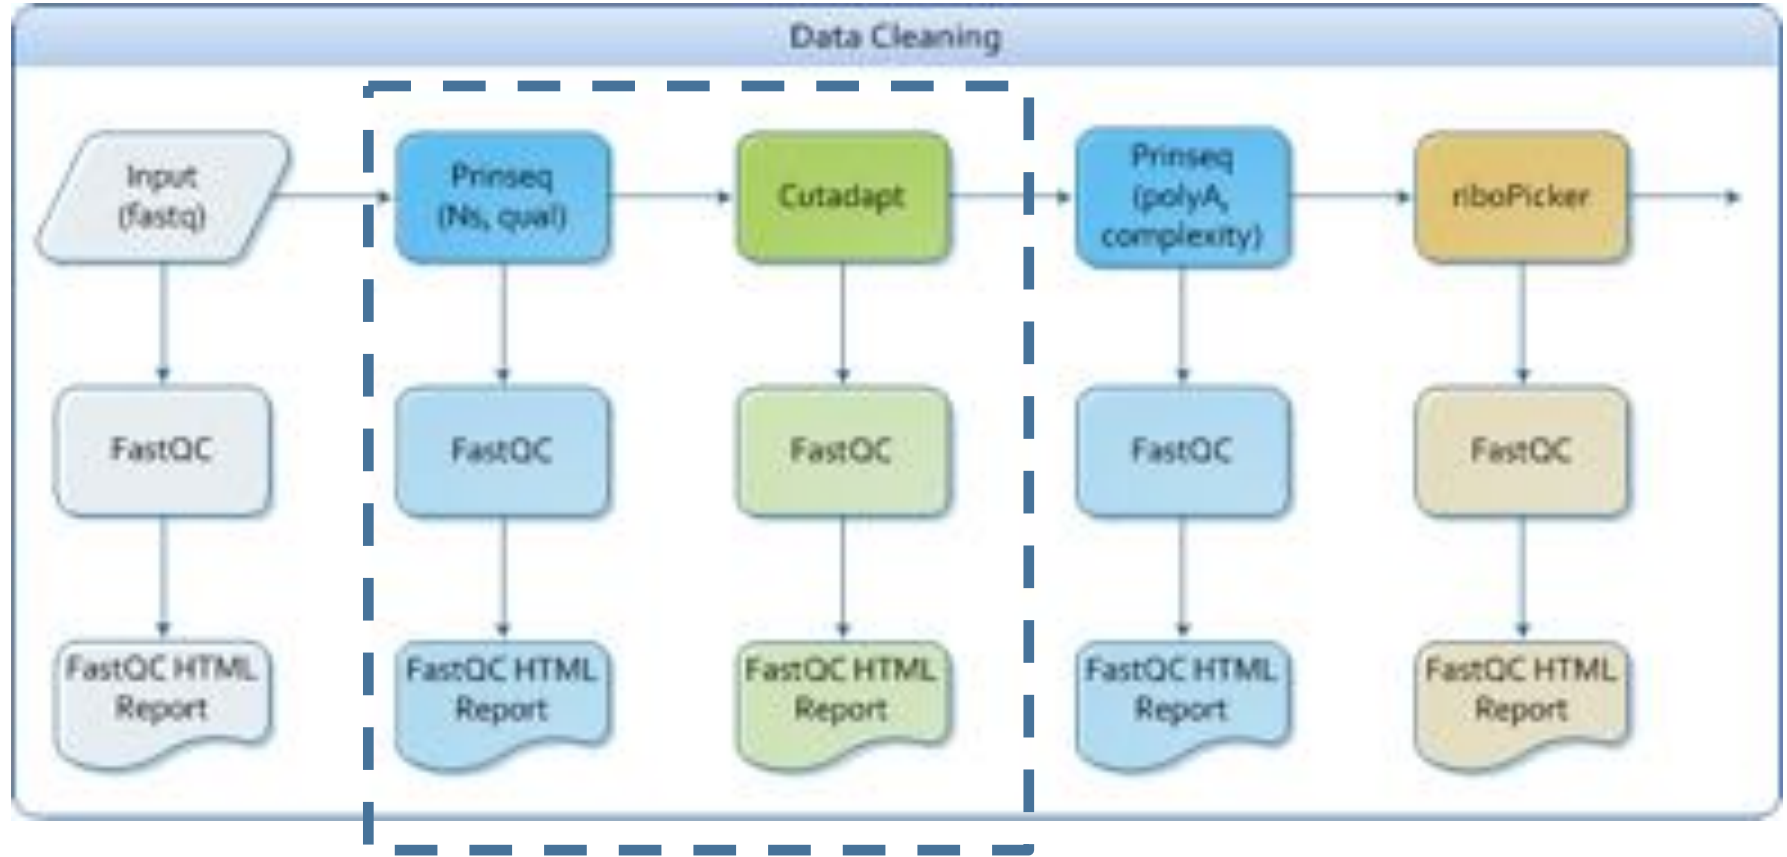 Data Cleaning
Input
(fastq)
Prinseq
(Ns, qual)
Cutadapt
Prinseq
(polyA,
complexity)
riboPicker
FastQC
FastQC
FastQC
FastQC
FastQC
FastQC HTML
Report
FastQC HTML
Report
FastQC HTML
Report
FastQC HTML
Report
FastQC HTML
Report